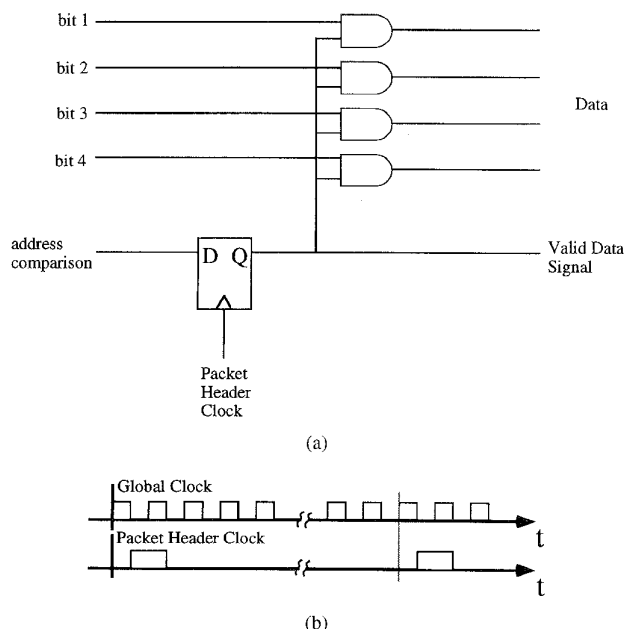 bit 1
bit 2
bit 3
bit 4
Data
address
comparison
D Q
Valid Data
Signal
Packet
Header
Clock
(a)
Global Clock
t
Packet Header Clock
t
(b)